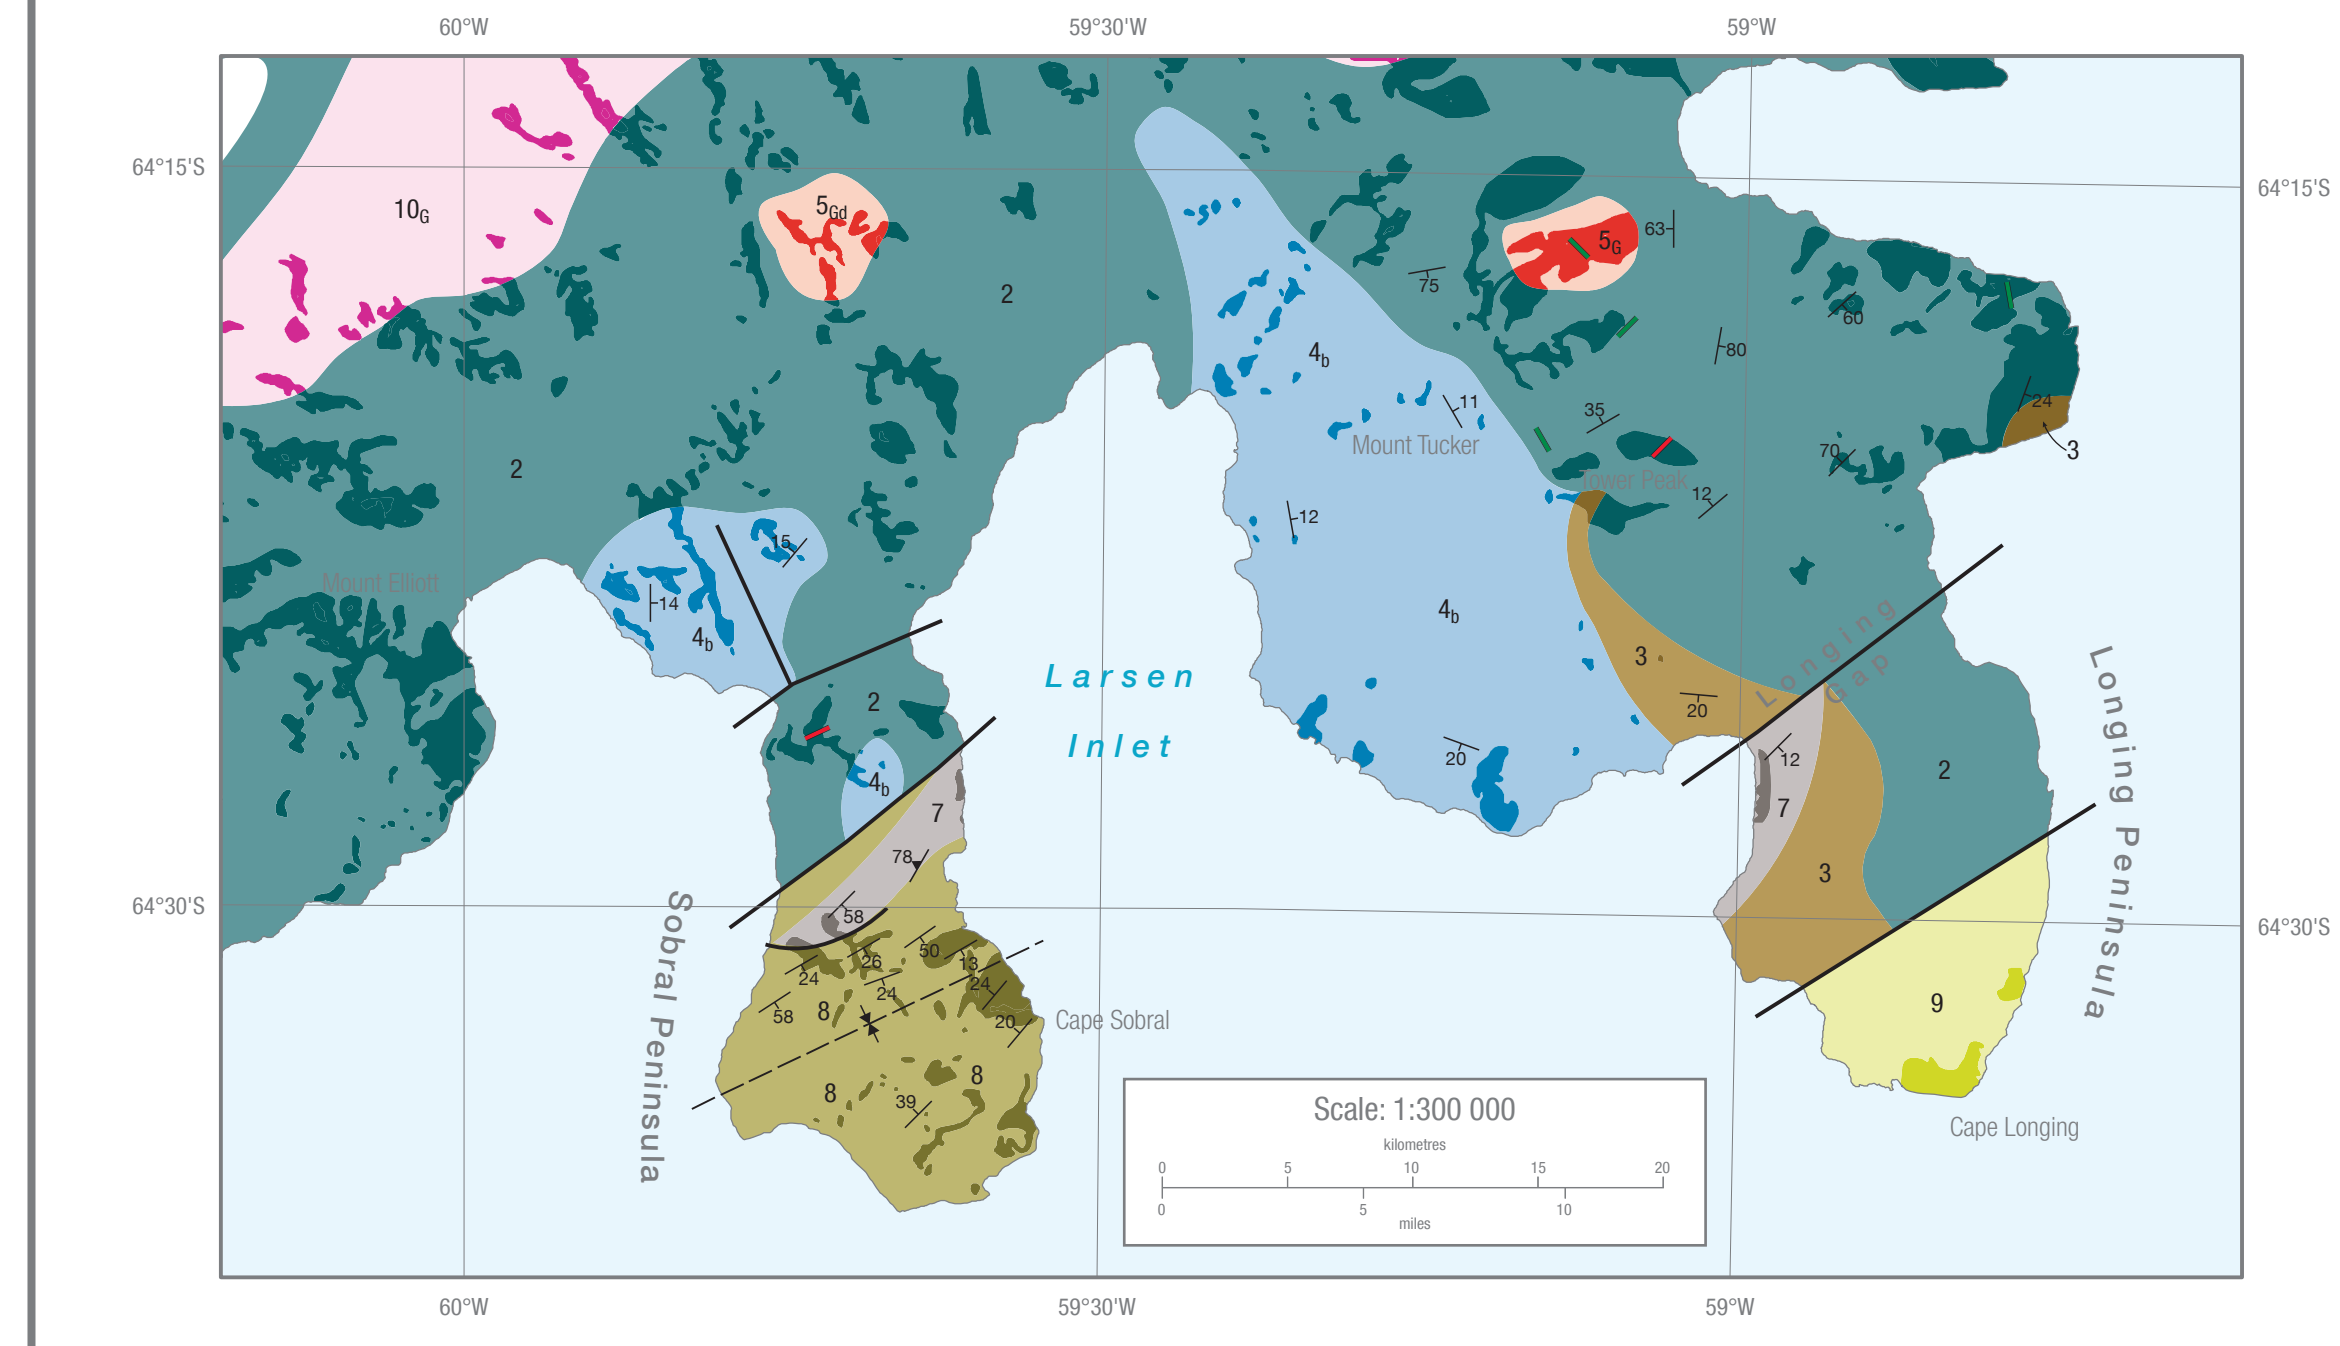 60°W
59°30'W
59°W
64°15'S
64°15'S
10G
5Gd
5G
63
75
2
60
4b
80
11
35
24
Mount Tucker
70
3
2
Tower Peak
12
12
15
Mount Elliott
14
4b
4b
3
Longing
Gap
Larsen
2
20
Inlet
20
12
4b
2
7
7
Longing Peninsula
78
3
64°30'S
58
64°30'S
Sobral Peninsula
50
26
13
24
24
24
58
8
20
Cape Sobral
9
8
8
39
Scale: 1:300 000
kilometres
0 5 10 15 20
0 5 10
miles
Cape Longing
60°W
59°30'W
59°W